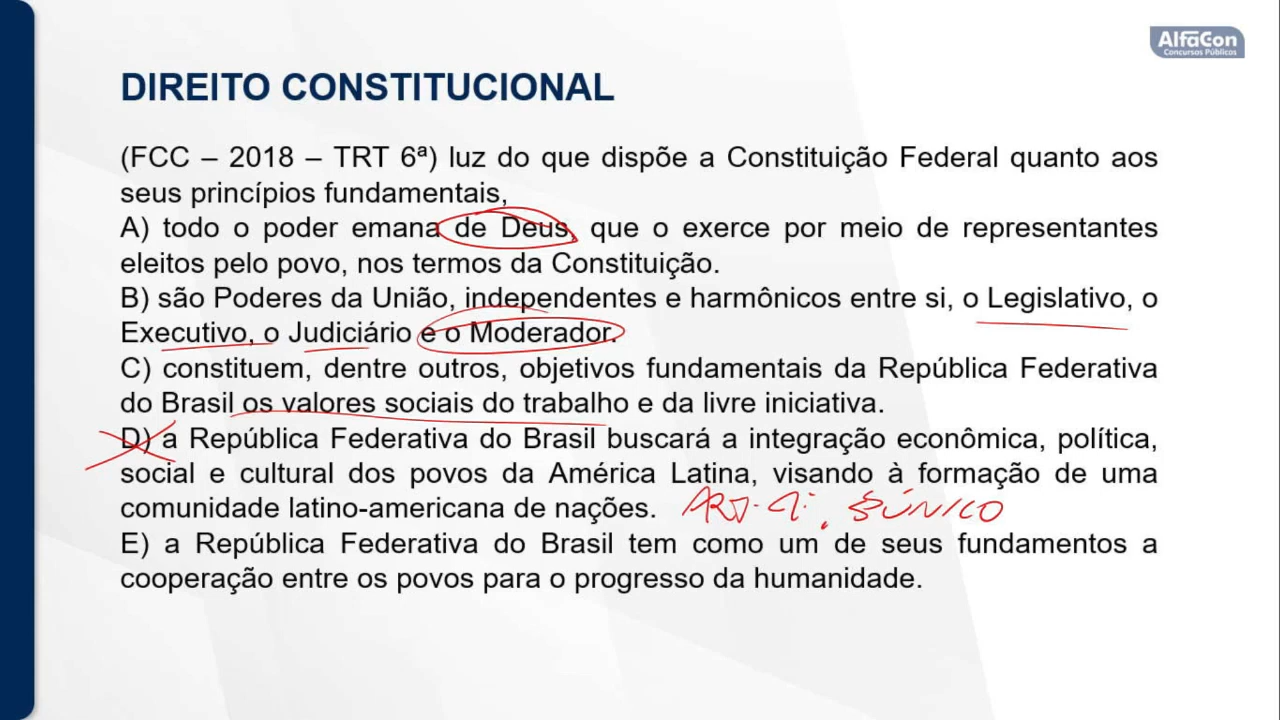 AlfaCon
Concursos Públicos
DIREITO CONSTITUCIONAL
(FCC – 2018 – TRT 6ª) luz do que dispõe a Constituição Federal quanto aos
seus princípios fundamentais,
A) todo o poder emana de Deus, que o exerce por meio de representantes
eleitos pelo povo, nos termos da Constituição.
B) são Poderes da União, independentes e harmônicos entre si, o Legislativo, o
Executivo, o Judiciário e o Moderador.
C) constituem, dentre outros, objetivos fundamentais da República Federativa
do Brasil os valores sociais do trabalho e da livre iniciativa.
D) a República Federativa do Brasil buscará a integração econômica, política,
social e cultural dos povos da América Latina, visando à formação de uma
comunidade latino-americana de nações. ART. 4º. § ÚNICO
E) a República Federativa do Brasil tem como um de seus fundamentos a
cooperação entre os povos para o progresso da humanidade.